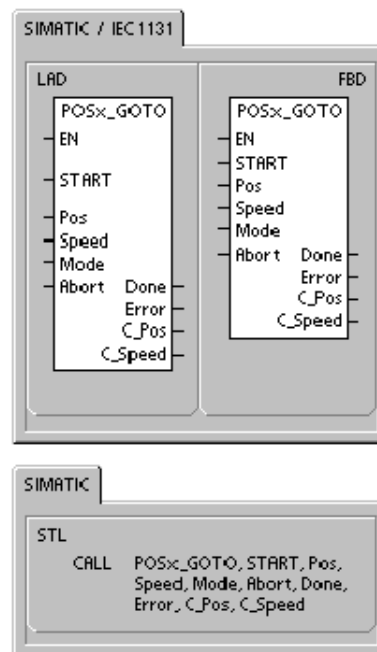 SIMATIC / IEC 1131
LAD
POSx_GOTO
EN
START
Pos
Speed
Mode
Abort Done
Error
C_Pos
C_Speed
FBD
POSx_GOTO
EN
START
Pos
Speed
Mode
Abort Done
Error
C_Pos
C_Speed
SIMATIC
STL
CALL POSx_GOTO, START, Pos,
Speed, Mode, Abort, Done,
Error, C_Pos, C_Speed